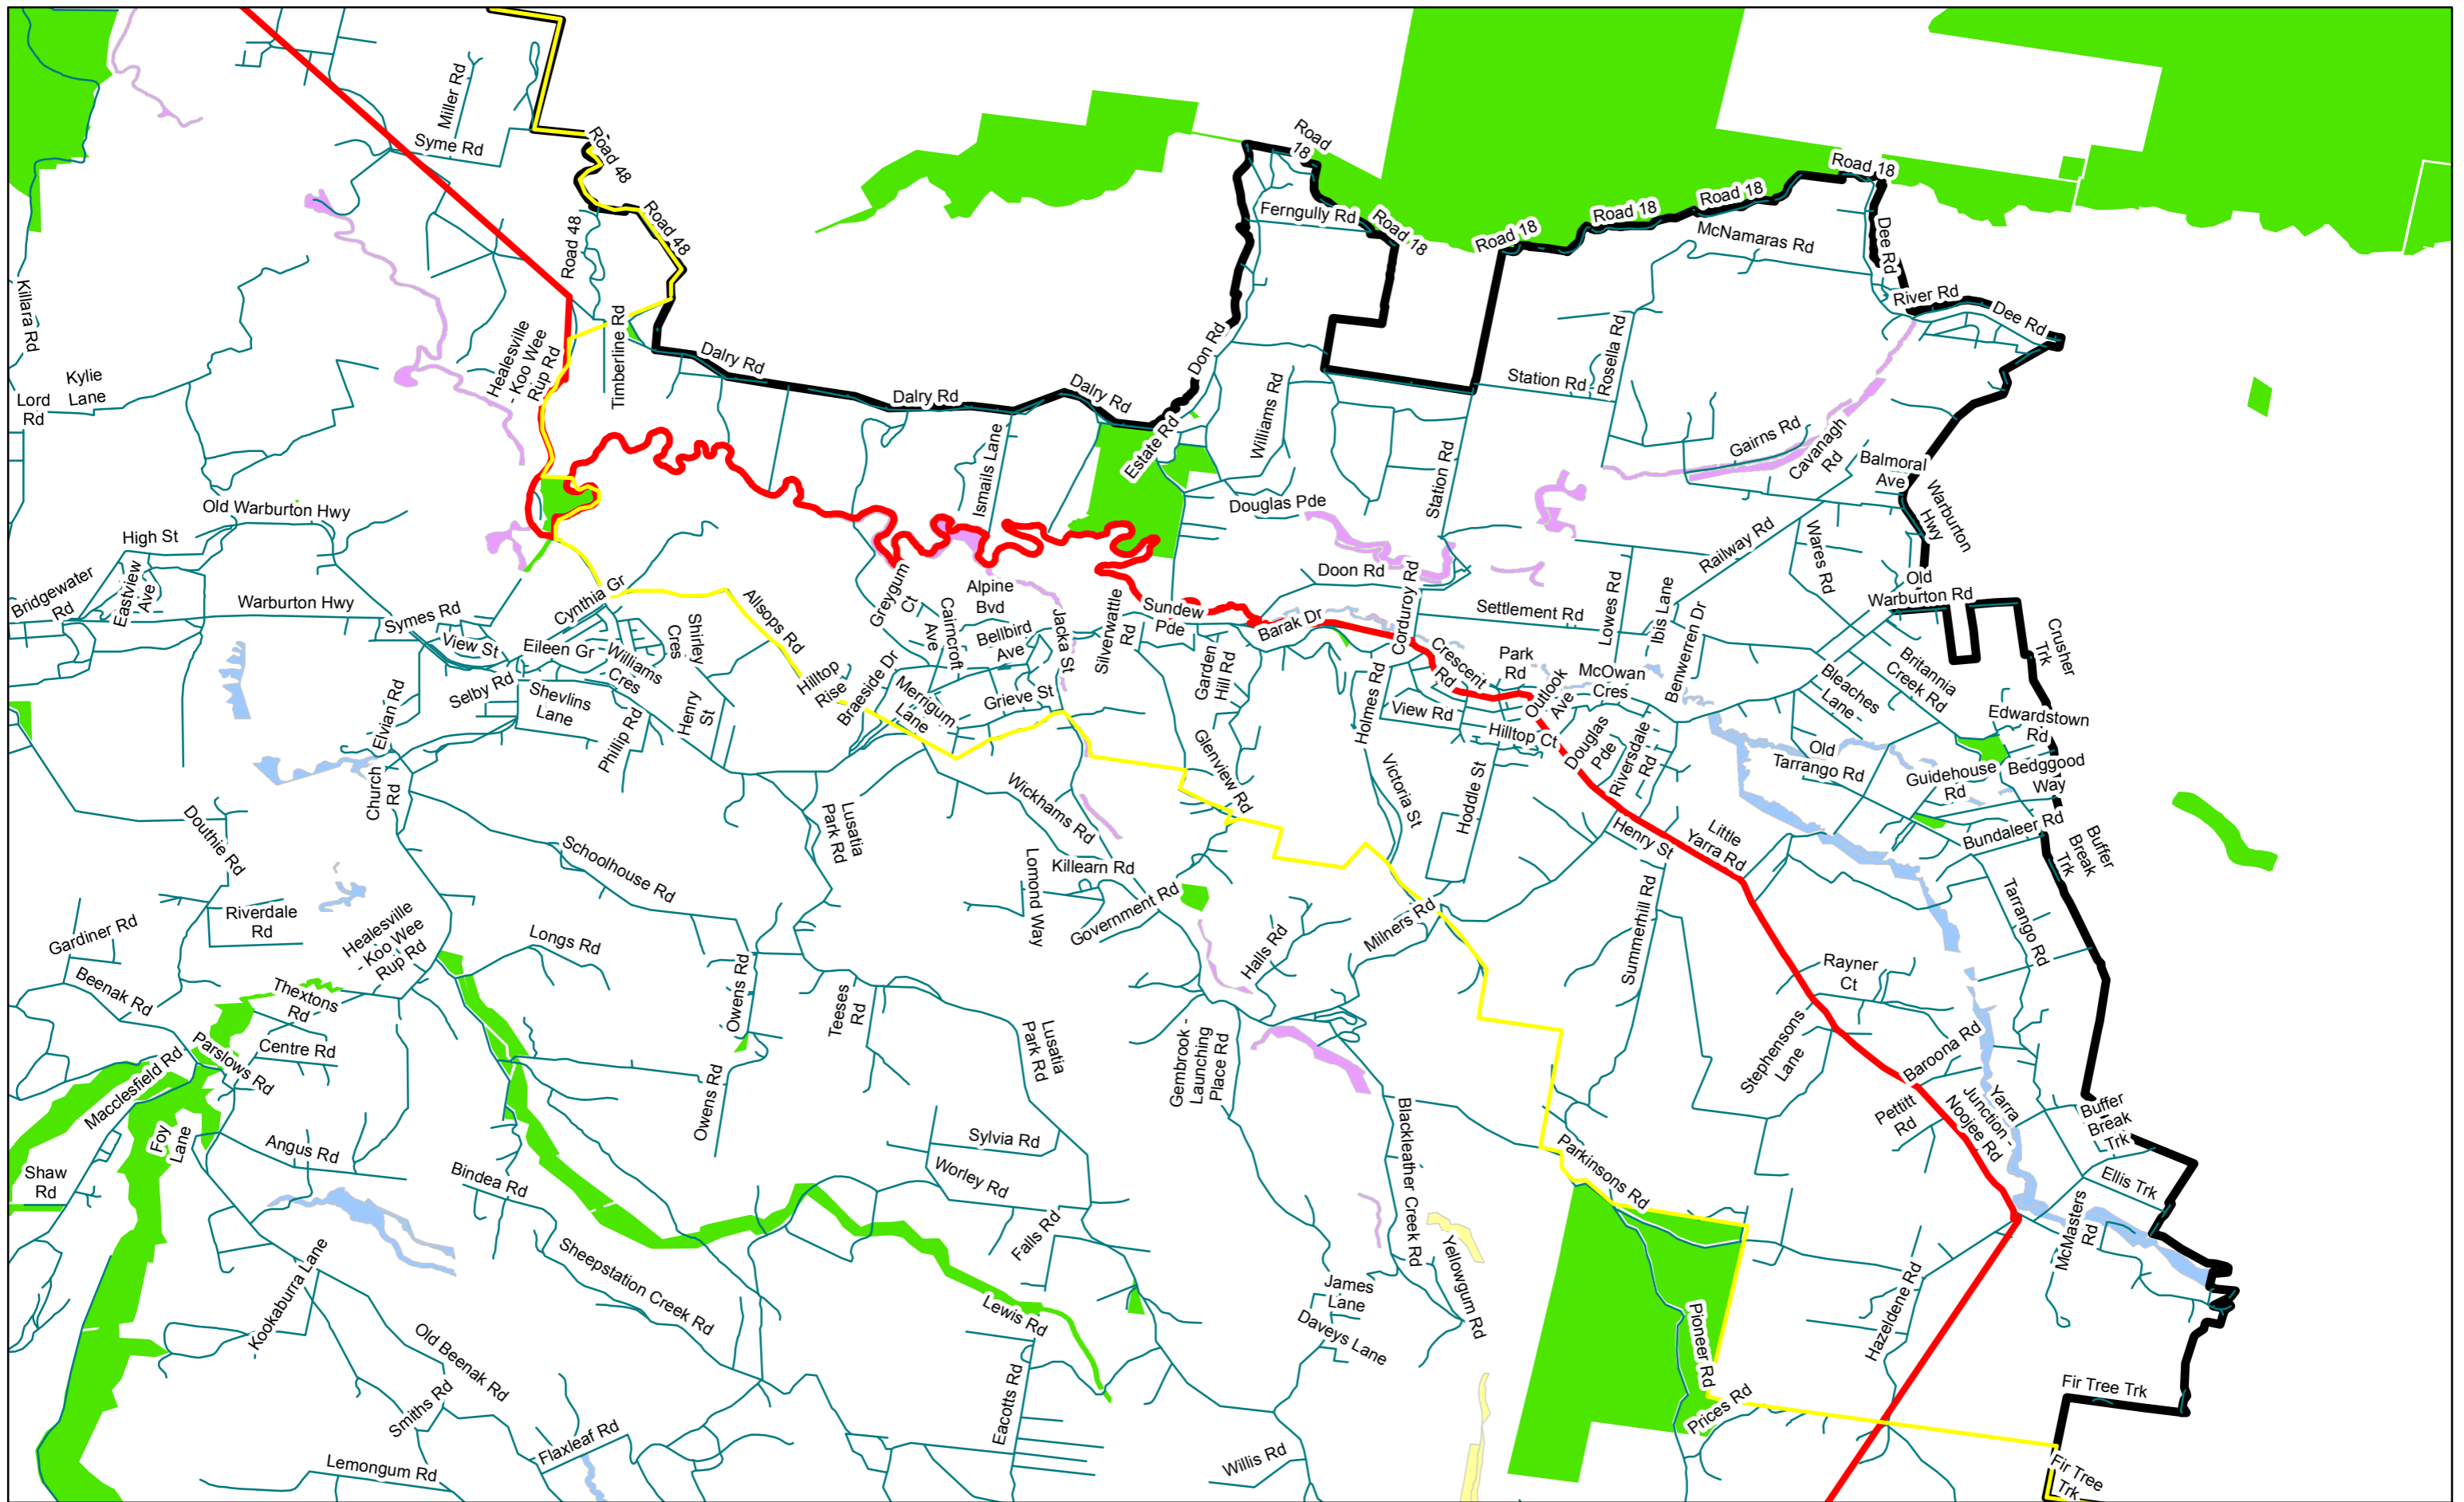 Miller Rd
Syme Rd
Road 48
Road 48
Road 48
Road
18
Ferngully Rd
Road 18
Road 18
Road 18
Road 18
Road 18
McNamaras Rd
Dee Rd
River Rd
Dee Rd
Killara Rd
Kylie
Lane
Lord
Rd
Healesville
- Koo Wee
Rup Rd
Timberline Rd
Dalry Rd
Dalry Rd
Dalry Rd
Don Rd
Estate Rd
Williams Rd
Station Rd
Rosella Rd
Station Rd
Gairns Rd
Cavanagh
Rd
Balmoral
Ave
Warburton
Hwy
Old Warburton Hwy
High St
Bridgewater
Rd
Eastview
Ave
Warburton Hwy
Symes Rd
View St
Cynthia Gr
Eileen Gr
Williams
Cres
Shirley
Cres
Selby Rd
Shevlins
Lane
Phillip Rd
Henry
St
Allsops Rd
Hilltop
Rise
Braeside Dr
Greygum
Ct
Cairncroft
Ave
Alpine
Bvd
Bellbird
Ave
Ismails Lane
Jacka St
Merrigum
Lane
Grieve St
Silverwattle
Rd
Sundew
Pde
Garden
Hill Rd
Barak Dr
Douglas Pde
Doon Rd
Corduroy Rd
Holmes Rd
Crescent
Rd
Settlement Rd
Park
Rd
Outlook
Ave
McOwan
Cres
Lowes Rd
Ibis Lane
Railway Rd
Benwerren Dr
Wares Rd
Old
Warburton Rd
Crusher
Trk
Britannia
Creek Rd
Bleaches
Lane
Edwardstown
Rd
Bedggood
Way
Guidehouse
Rd
Old
Tarrango Rd
Bundaleer Rd
Buffer
Break
Trk
Tarrango Rd
View Rd
Hilltop Ct
Douglas
Pde
Riversdale
Rd
Hoddle St
Victoria St
Glenview Rd
Henry St
Little
Yarra Rd
Summerhill Rd
Elvian Rd
Church
Rd
Douthie Rd
Schoolhouse Rd
Lusatia
Park Rd
Wickhams Rd
Killearn Rd
Lomond Way
Government Rd
Milners Rd
Halls Rd
Gardiner Rd
Riverdale
Rd
Beenak Rd
Healesville
- Koo Wee
Rup Rd
Longs Rd
Thextons
Rd
Centre Rd
Parslows Rd
Macclesfield Rd
Owens Rd
Owens Rd
Teeses
Rd
Lusatia
Park Rd
Gembrook -
Launching
Place Rd
Rayner
Ct
Stephensons
Lane
Baroona Rd
Pettitt
Rd
Yarra
Junction -
Noojee Rd
Buffer
Break
Trk
Ellis Trk
McMasters
Rd
Foy
Lane
Shaw
Rd
Angus Rd
Bindea Rd
Sylvia Rd
Worley Rd
Falls Rd
Blackleather Creek Rd
Yellowgum Rd
Parkinsons Rd
James
Lane
Daveys Lane
Kookaburra Lane
Sheepstation Creek Rd
Lewis Rd
Old Beenak Rd
Smiths Rd
Flaxleaf Rd
Lemongum Rd
Eacotts Rd
Willis Rd
Pioneer Rd
Prices Rd
Hazeldene Rd
Fir Tree Trk
Fir Tree
Trk